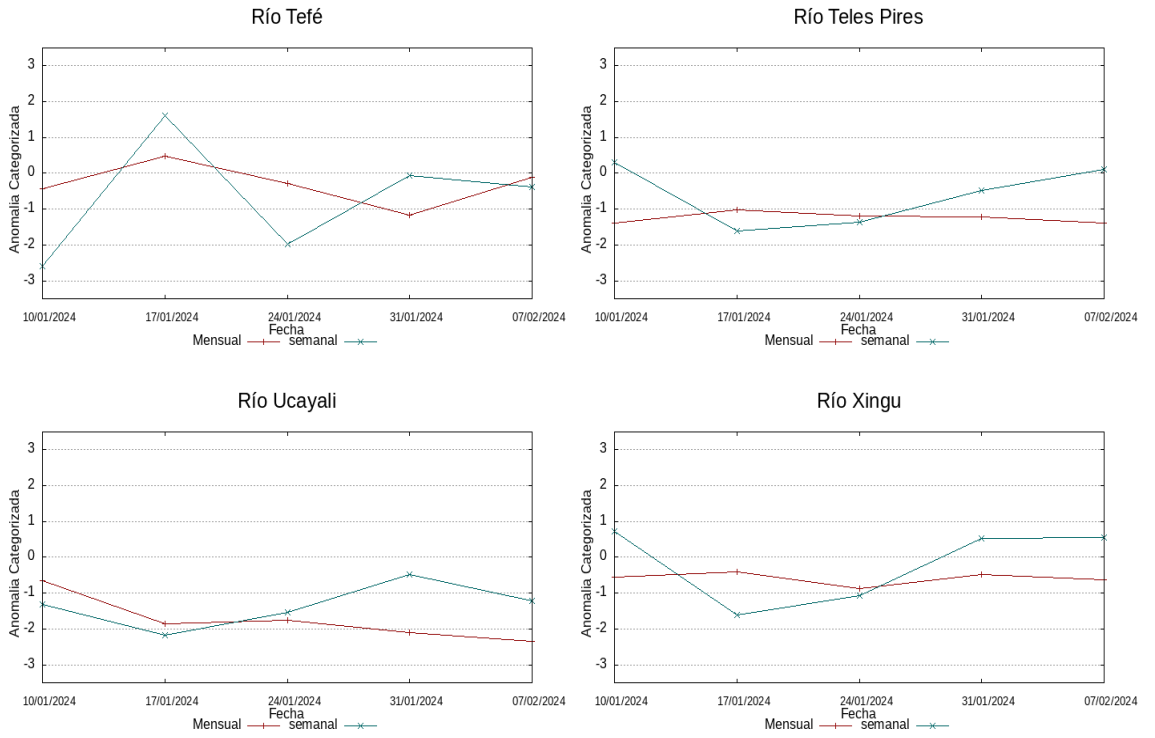 Río Tefé
Anomalia Categorizada
3
2
1
0
-1
-2
-3
10/01/2024 17/01/2024 24/01/2024 31/01/2024 07/02/2024
Fecha
Mensual semanal
Río Teles Pires
Anomalia Categorizada
3
2
1
0
-1
-2
-3
10/01/2024 17/01/2024 24/01/2024 31/01/2024 07/02/2024
Fecha
Mensual semanal
Río Ucayali
Anomalia Categorizada
3
2
1
0
-1
-2
-3
10/01/2024 17/01/2024 24/01/2024 31/01/2024 07/02/2024
Fecha
Mensual semanal
Río Xingu
Anomalia Categorizada
3
2
1
0
-1
-2
-3
10/01/2024 17/01/2024 24/01/2024 31/01/2024 07/02/2024
Fecha
Mensual semanal